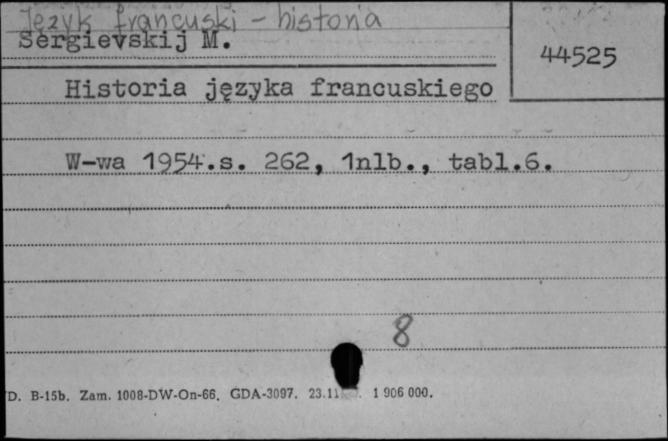 Język francuski - historia
Sergievskij M.
44525
Historia języka francuskiego
W-wa 1954.s. 262, 1nlb., tabl.6.
8
D. B-15b. Zam. 1008-DW-On-66. GDA-3097. 23.11 1 906 000.